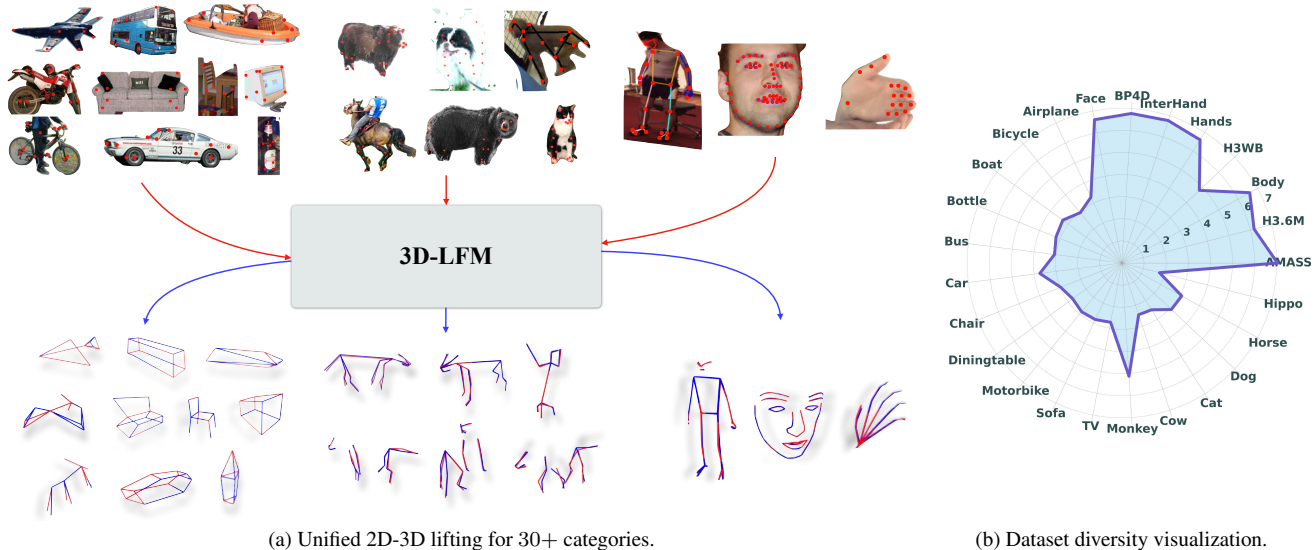 33
3D-LFM
BP4D
Face
InterHand
Airplane
Hands
Bicycle
H3WB
Boat
Body
Bottle
H3.6M
Bus
AMASS
Car
Hippo
Chair
Horse
Diningtable
Dog
Motorbike
Cat
Sofa
Cow
TV
Monkey
1
2
3
4
5
6
7
(a) Unified 2D-3D lifting for 30+ categories.
(b) Dataset diversity visualization.